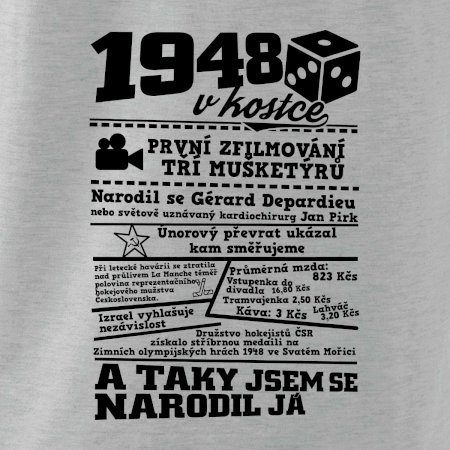 1948
v kostce
PRVNÍ ZFILMOVÁNÍ
TŘÍ MUŠKETÝRŮ
Narodil se Gérard Depardieu
nebo světově uznávaný kardiochirurg Jan Pirk
Únorový převrat ukázal
kam směřujeme
Při letecké havárii se ztratila
nad průlivem La Manche téměř
polovina reprezentačního
hokejového mužstva
Československa.
Průměrná mzda:
823 Kčs
Vstupenka do
divadla 16,80 Kčs
Tramvajenka 2,50 Kčs
Káva: 3 Kčs
Lahváč
3,20 Kčs
Izrael vyhlašuje
nezávislost
Družstvo hokejistů ČSR
získalo stříbrnou medaili na
Zimních olympijských hrách 1948 ve Svatém Mořici
A TAKY JSEM SE
NARODIL JÁ